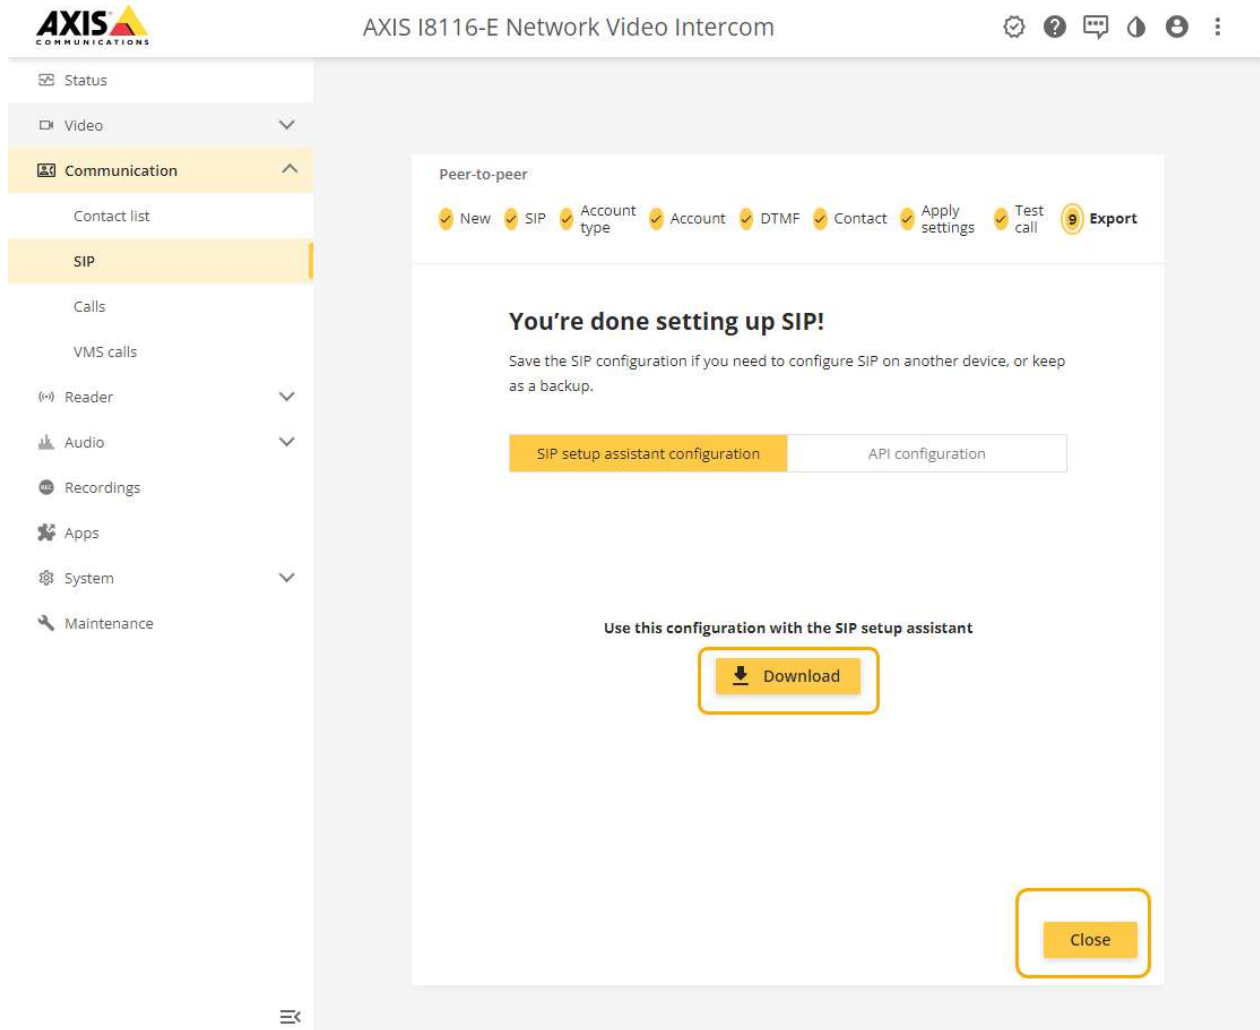 AXIS
COMMUNICATIONS
AXIS I8116-E Network Video Intercom
Status
Video
Communication
Contact list
SIP
Calls
VMS calls
Reader
Audio
Recordings
Apps
System
Maintenance
Peer-to-peer
New
SIP
Account
type
Account
DTMF
Contact
Apply
settings
Test
call
9
Export
You're done setting up SIP!
Save the SIP configuration if you need to configure SIP on another device, or keep
as a backup.
SIP setup assistant configuration
API configuration
Use this configuration with the SIP setup assistant
Download
Close